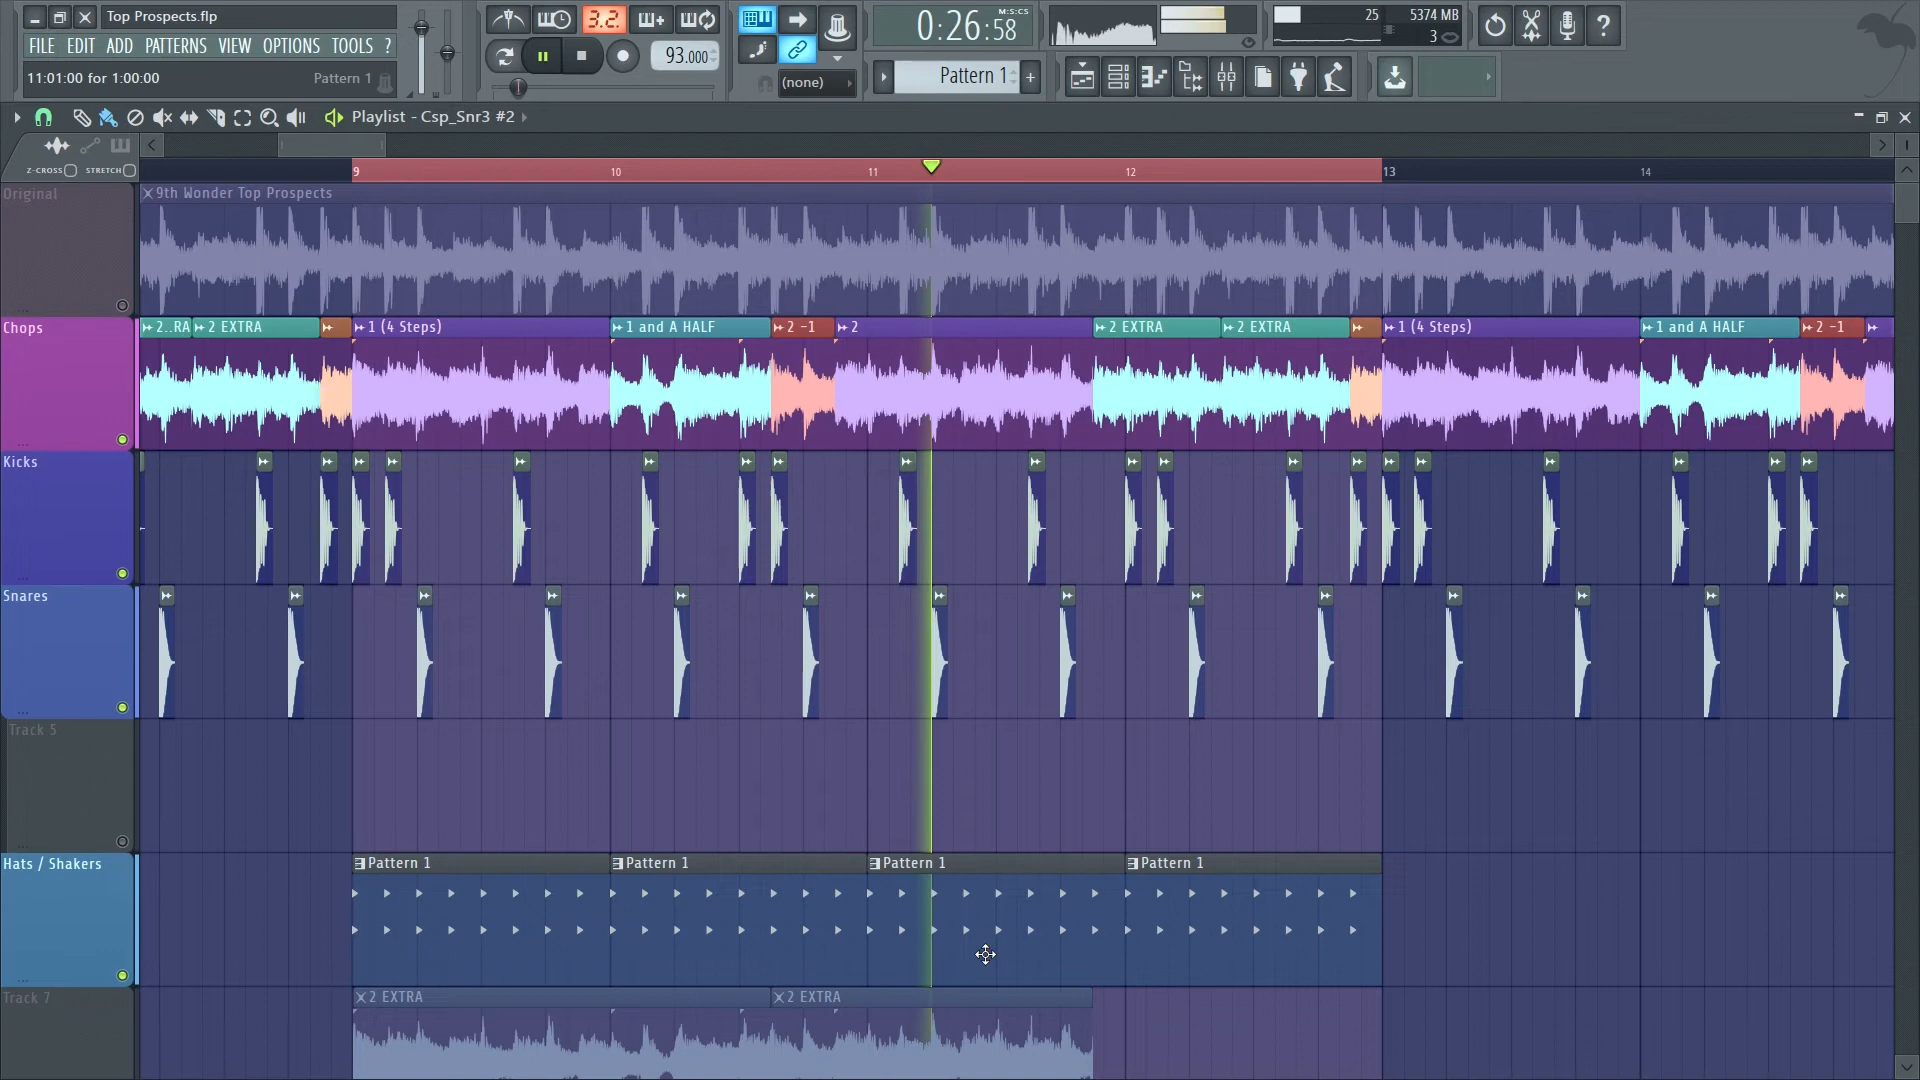 Top Prospects.flp
FILE EDIT ADD PATTERNS VIEW OPTIONS TOOLS ?
11:01:00 for 1:00:00 Pattern 1
3.2.
93.000
(none)
0:26:58
M:S:CS
Pattern 1
25 5374 MB
3
Playlist - Csp_Snr3 #2
Z-CROSS STRETCH
9 10 11 12 13 14
Original
9th Wonder Top Prospects
Chops
2..RA 2 EXTRA 1 (4 Steps) 1 and A HALF 2 -1 2 2 EXTRA 2 EXTRA 1 (4 Steps) 1 and A HALF 2 -1
Kicks
Snares
Track 5
Hats / Shakers
Pattern 1 Pattern 1 Pattern 1 Pattern 1
Track 7
2 EXTRA 2 EXTRA